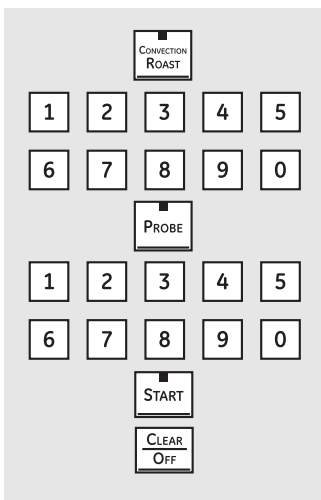 CONVECTION
ROAST
1 2 3 4 5
6 7 8 9 0
PROBE
1 2 3 4 5
6 7 8 9 0
START
CLEAR
OFF